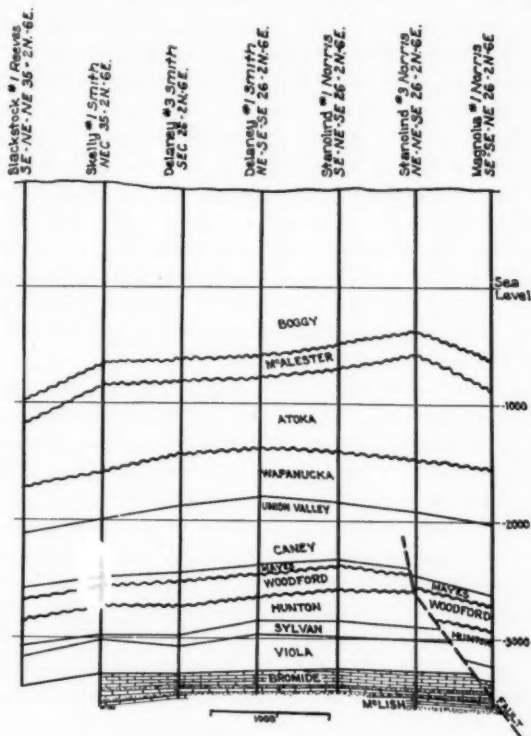 Blackstock #1 Reeves
SE-NE-NE 35-2N-6E.
Skelly #1 Smith
NEC 35-2N-6E.
Delaney #3 Smith
SEC 26-2N-6E.
Delaney #1 Smith
NE-SE-SE 26-2N-6E.
Stanolind #1 Norris
SE-NE-SE 26-2N-6E.
Stanolind #3 Norris
NE-NE-SE 26-2N-6E.
Magnolia #1 Norris
SE-SE-NE 26-2N-6E
Sea
Level
BOGGY
McALESTER
-1000
ATOKA
WAPANUCKA
UNION VALLEY
-2000
CANEY
MAYES
WOODFORD
MAYES
WOODFORD
HUNTON
HUNTON
SYLVAN
-3000
VIOLA
BROMIDE
McLISH
FAULT
1000